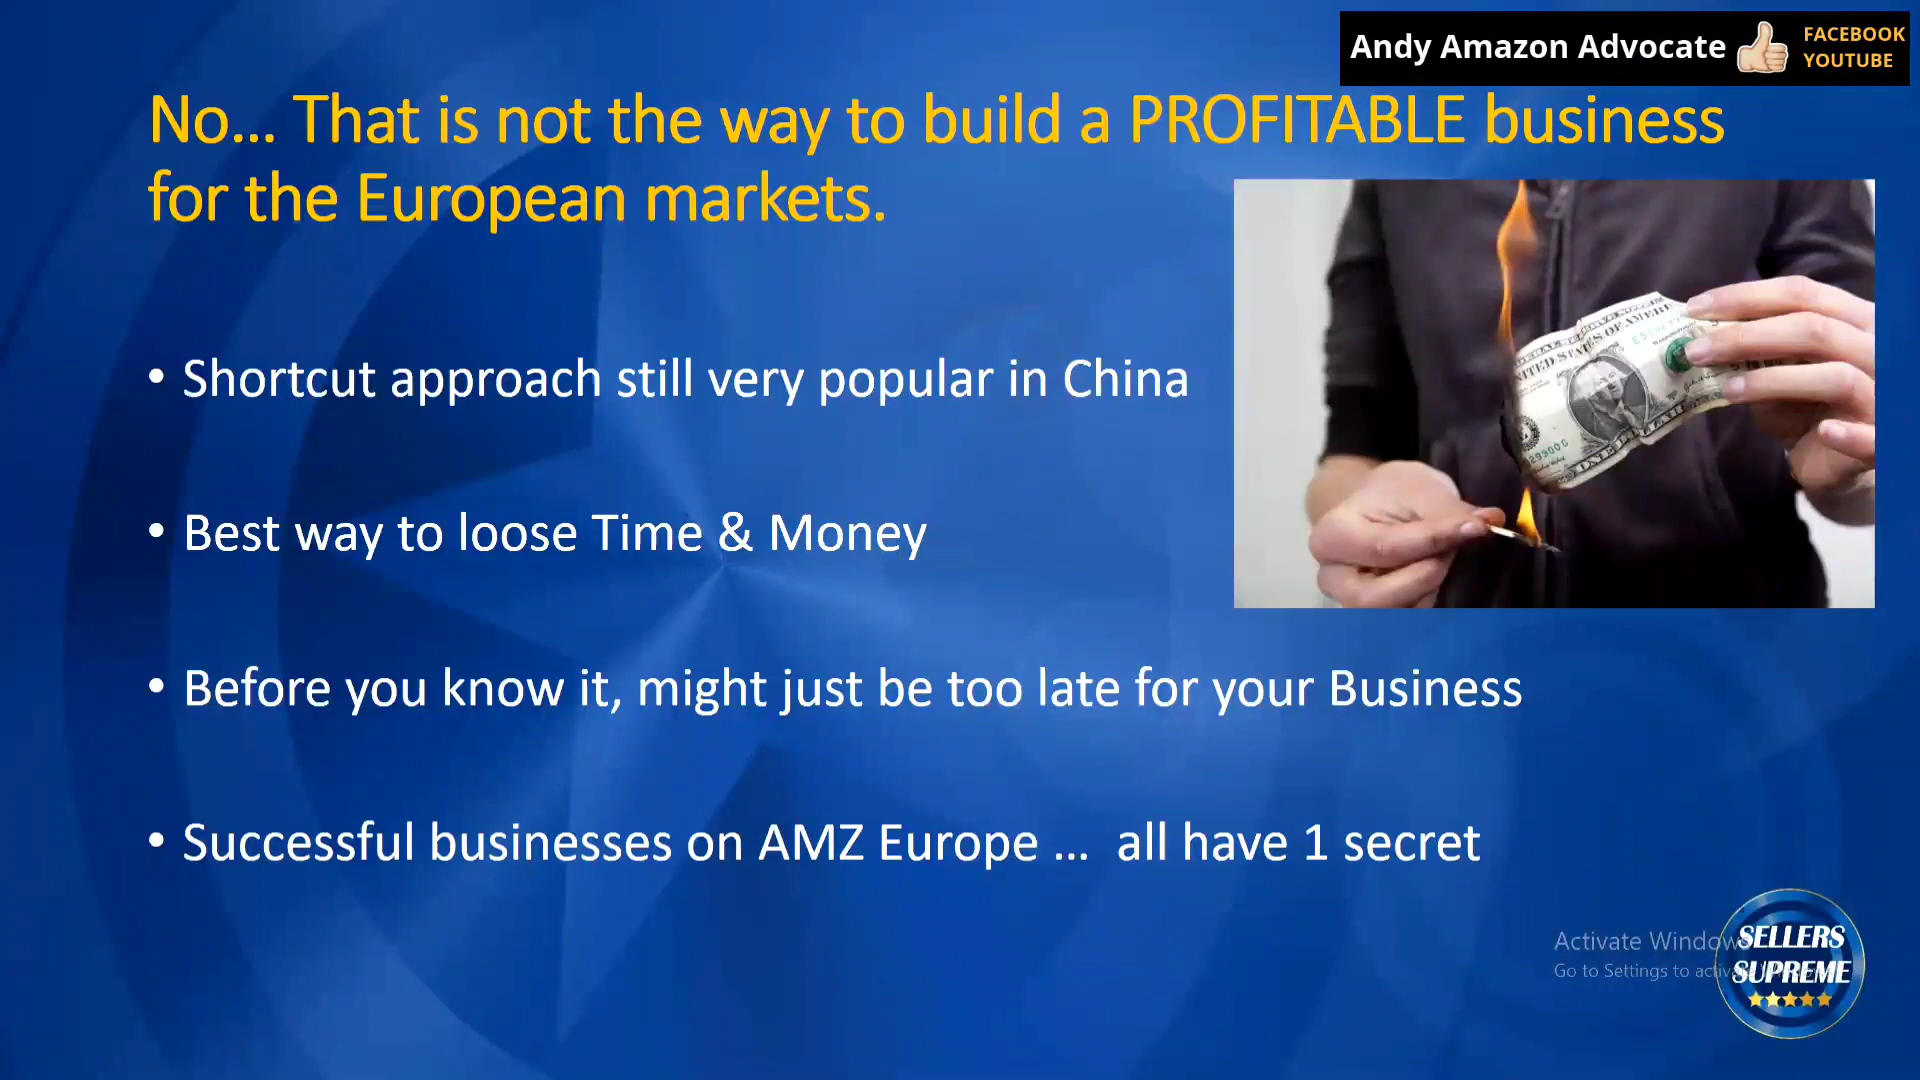 Andy Amazon Advocate
FACEBOOK
YOUTUBE
No... That is not the way to build a PROFITABLE business
for the European markets.
• Shortcut approach still very popular in China
• Best way to loose Time & Money
• Before you know it, might just be too late for your Business
• Successful businesses on AMZ Europe ... all have 1 secret
Activate Windows
Go to Settings to activate
SELLERS
SUPREME